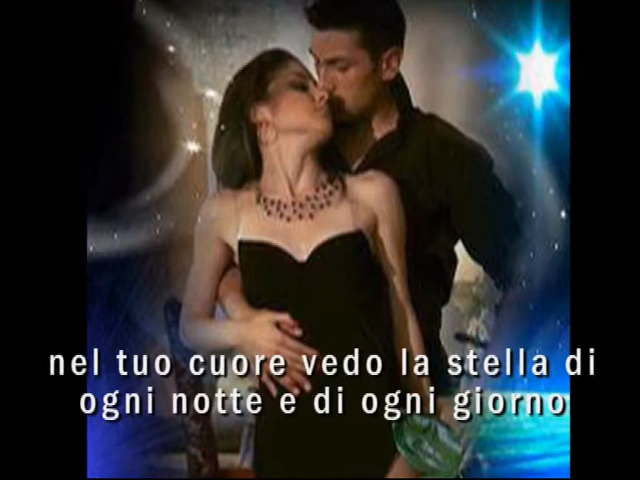 nel tuo cuore vedo la stella di
ogni notte e di ogni giorno